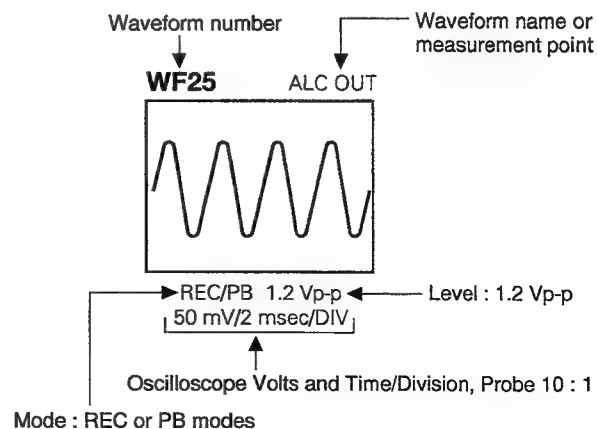 Waveform number
Waveform name or
measurement point
WF25 ALC OUT
REC/PB 1.2 Vp-p
Level : 1.2 Vp-p
50 mV/2 msec/DIV
Oscilloscope Volts and Time/Division, Probe 10 : 1
Mode : REC or PB modes